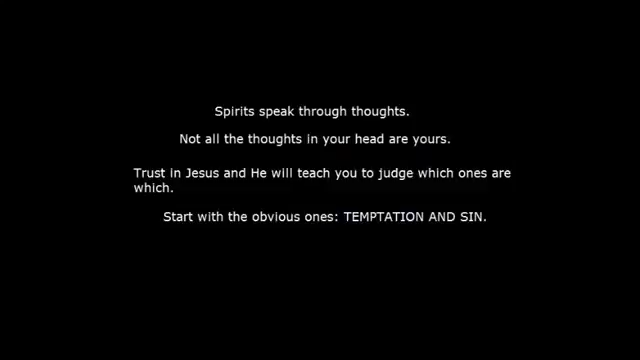 Spirits speak through thoughts.
Not all the thoughts in your head are yours.
Trust in Jesus and He will teach you to judge which ones are
which.
Start with the obvious ones: TEMPTATION AND SIN.